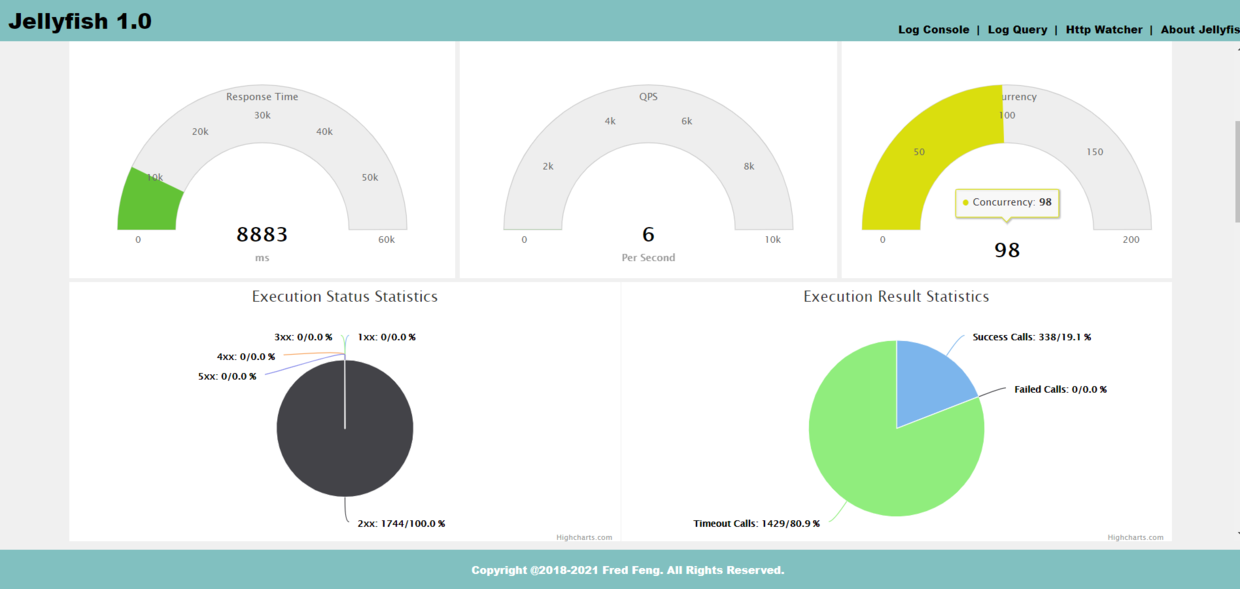 Jellyfish 1.0
Log Console | Log Query | Http Watcher | About Jellyfis
Response Time
0
10k
20k
30k
40k
50k
60k
8883
ms
QPS
0
2k
4k
6k
8k
10k
6
Per Second
urrency
0
50
100
150
200
Concurrency: 98
98
Execution Status Statistics
3xx: 0/0.0 %
1xx: 0/0.0 %
4xx: 0/0.0 %
5xx: 0/0.0 %
2xx: 1744/100.0 %
Highcharts.com
Execution Result Statistics
Success Calls: 338/19.1 %
Failed Calls: 0/0.0 %
Timeout Calls: 1429/80.9 %
Highcharts.com
Copyright @2018-2021 Fred Feng. All Rights Reserved.